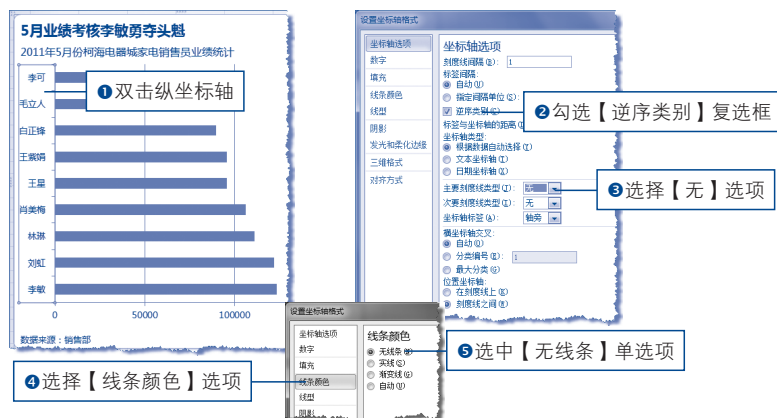 5月业绩考核李敏勇夺头魁
2011年5月份柯海电器城家电销售员业绩统计
李可
毛立人
白正锋
王紫娟
王星
肖美梅
林琳
刘虹
李敏
0 50000 100000
数据来源：销售部
❶双击纵坐标轴
设置坐标轴格式
坐标轴选项
数字
填充
线条颜色
线型
阴影
发光和柔化边缘
三维格式
对齐方式
坐标轴选项
刻度线间隔(B)： 1
标签间隔:
自动(U)
指定间隔单位(S):
逆序类别(C)
标签与坐标轴的距离(D
坐标轴类型:
根据数据自动选择(Y)
文本坐标轴(T)
日期坐标轴(X)
主要刻度线类型(J): 无
次要刻度线类型(I): 无
坐标轴标签(A): 轴旁
横坐标轴交叉:
自动(O)
分类编号(E): 1
最大分类(G)
位置坐标轴:
在刻度线上(K)
刻度线之间(W)
❷勾选【逆序类别】复选框
❸选择【无】选项
设置坐标轴格式
坐标轴选项
数字
填充
线条颜色
线型
阴影
线条颜色
无线条(N)
实线(S)
渐变线(G)
自动(U)
❹选择【线条颜色】选项
❺选中【无线条】单选项